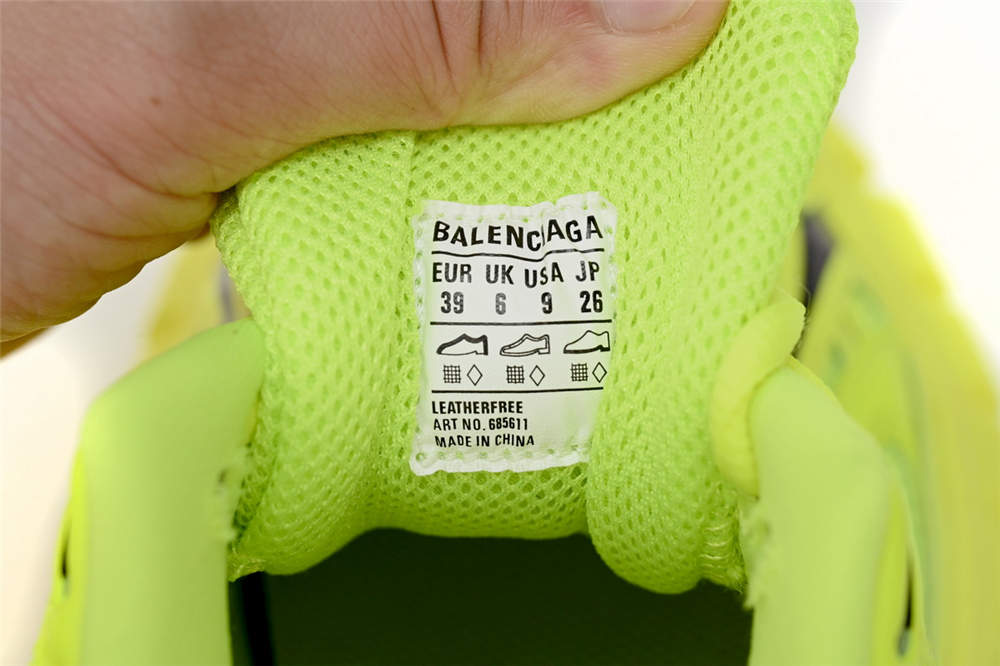 BALENCIAGA
EUR UK USA JP
39 6 9 26
LEATHERFREE
ART NO. 685611
MADE IN CHINA